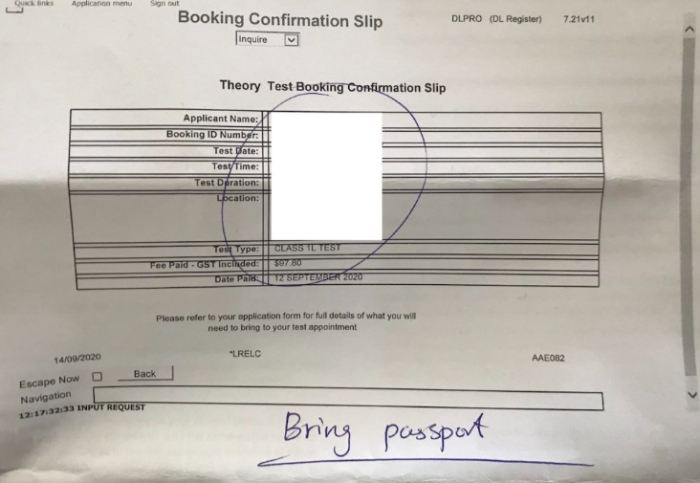 Quick links Application menu Sign out
Booking Confirmation Slip DLPRO (DL Register) 7.21v11
Inquire
Theory Test Booking Confirmation Slip
Applicant Name:
Booking ID Number:
Test Date:
Test Time:
Test Duration:
Location:
Test Type: CLASS 1L TEST
Fee Paid - GST Included: $97.80
Date Paid: 12 SEPTEMBER 2020
Please refer to your application form for full details of what you will
need to bring to your test appointment
14/09/2020 *LRELC AAE082
Escape Now Back
Navigation
12:17:32:33 INPUT REQUEST
Bring passport